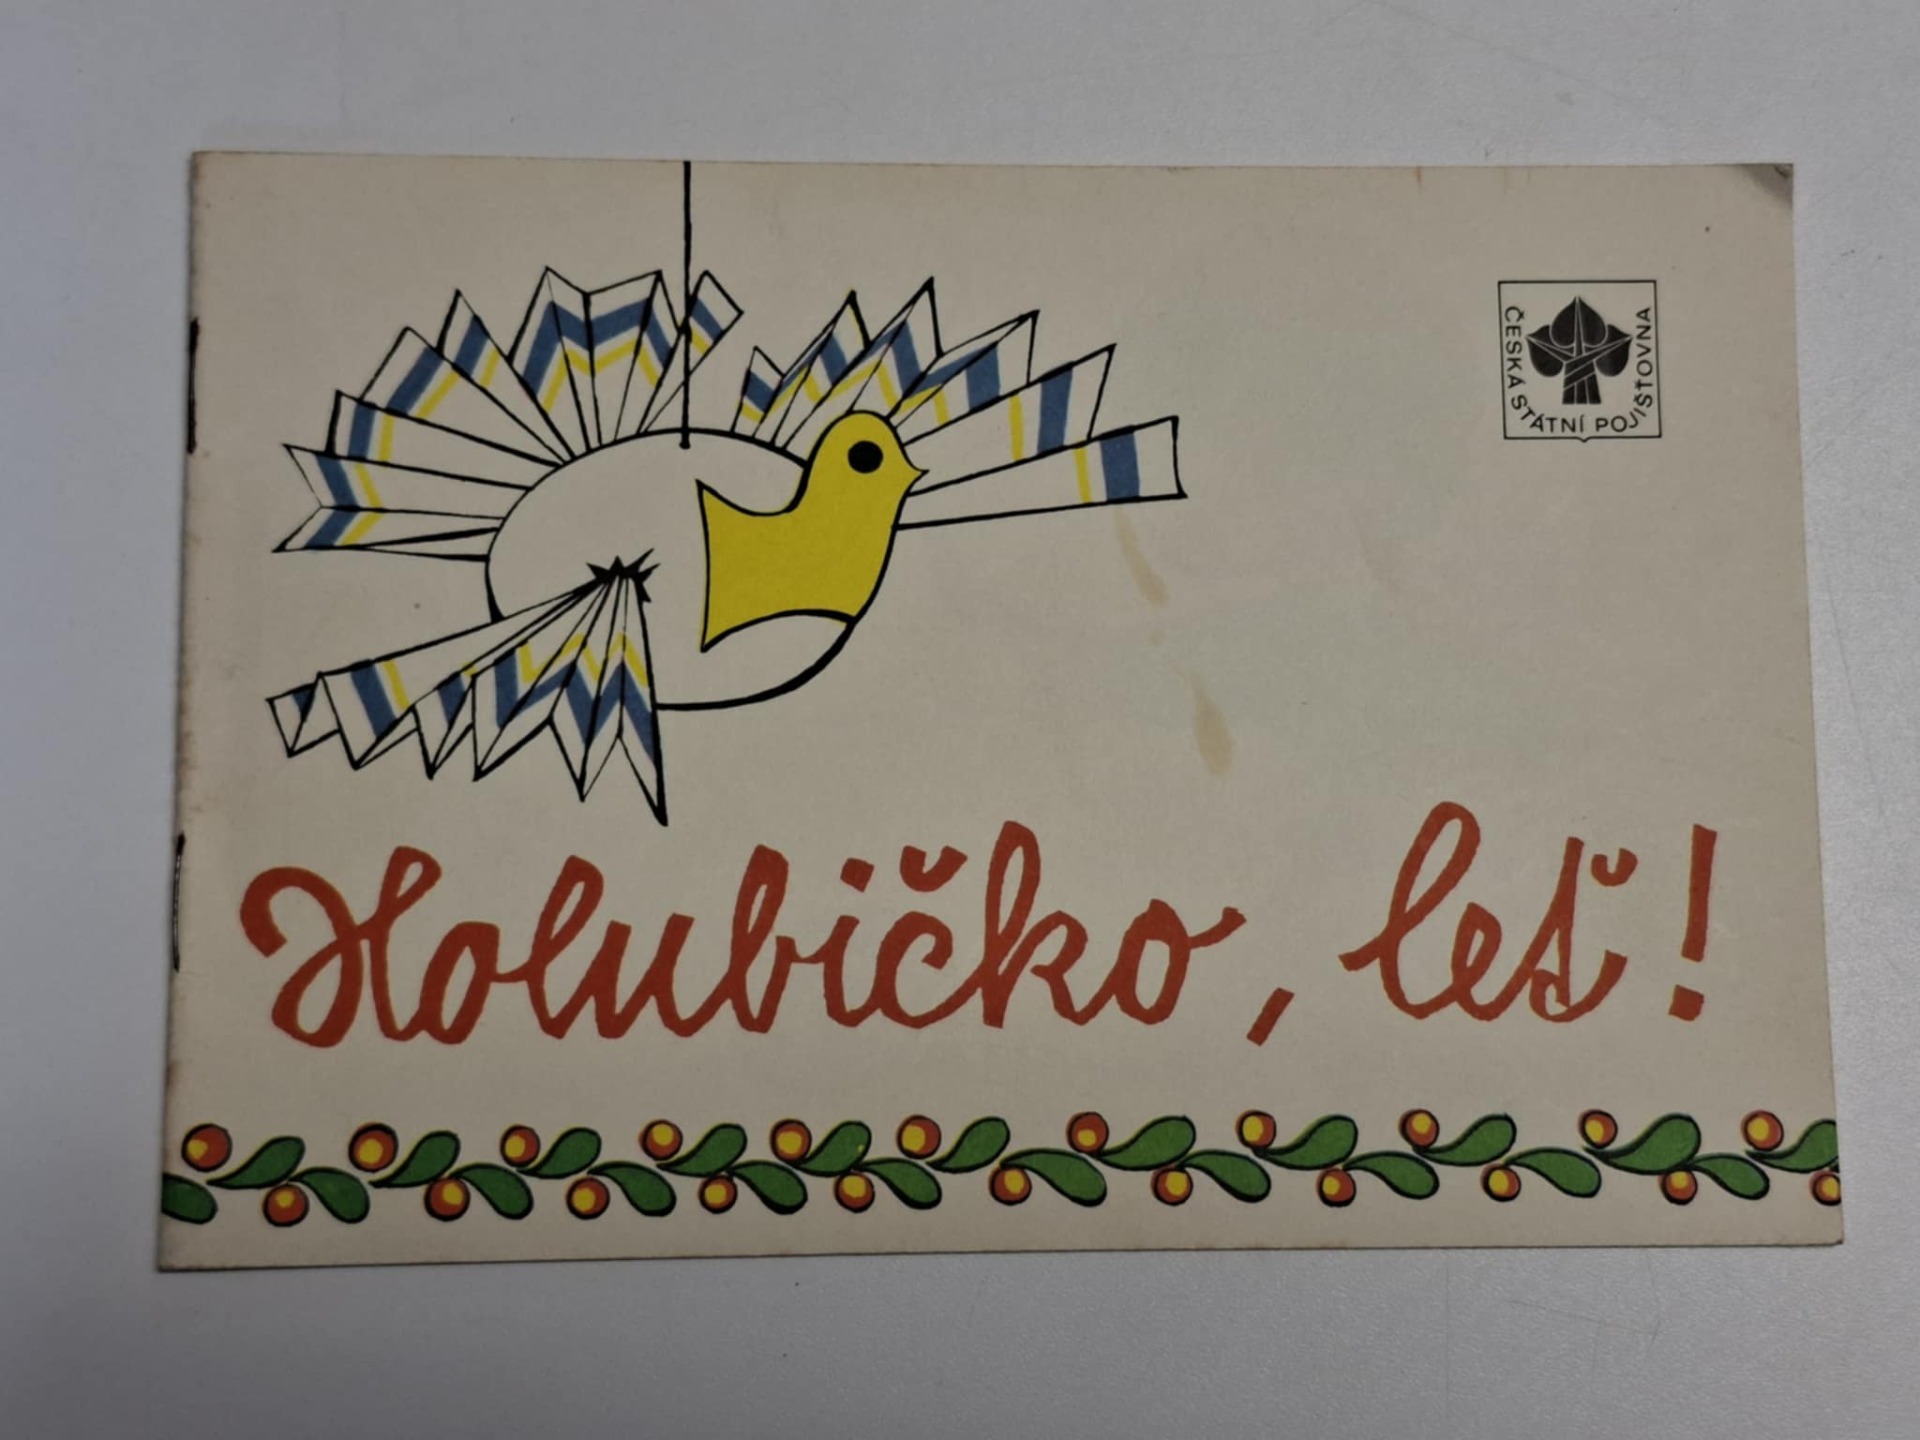 ČESKÁ STÁTNÍ POJIŠŤOVNA
Holubičko, leť!